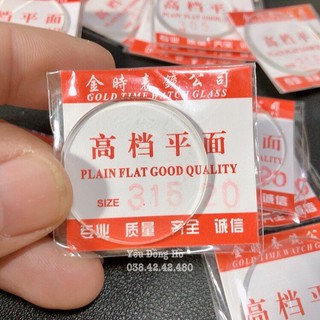 金時表鏡公司
GOLD TIME WATCH GLASS
高档平面
PLAIN FLAT GOOD QUALITY
SIZE 315 20
专业 质量 齐全 诚信
Yêu Đồng Hồ
038.42.42.480